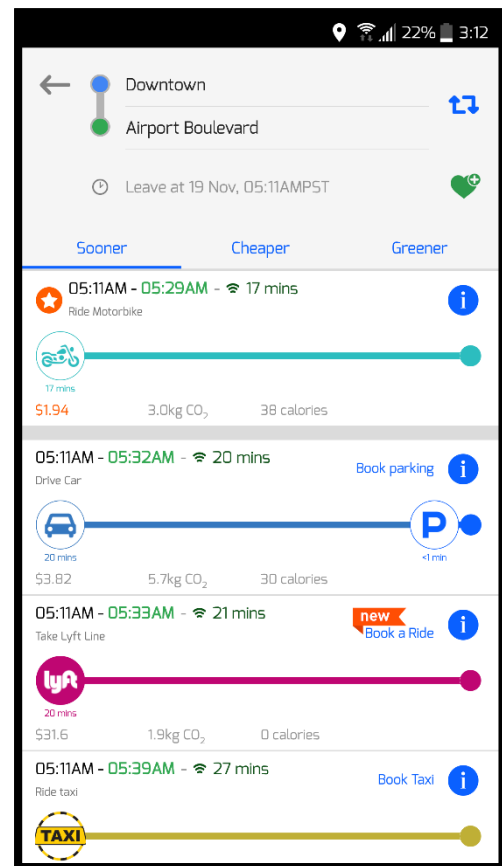 22% 3:12
Downtown
Airport Boulevard
Leave at 19 Nov, 05:11AMPST
Sooner Cheaper Greener
05:11AM - 05:29AM - 17 mins
Ride Motorbike
17 mins
$1.94 3.0kg CO₂ 38 calories
05:11AM - 05:32AM - 20 mins
Book parking
Drive Car
P
20 mins <1 min
$3.82 5.7kg CO₂ 30 calories
05:11AM - 05:33AM - 21 mins
new
Take Lyft Line
Book a Ride
lyft
20 mins
$31.6 1.9kg CO₂ 0 calories
05:11AM - 05:39AM - 27 mins
Book Taxi
Ride taxi
TAXI